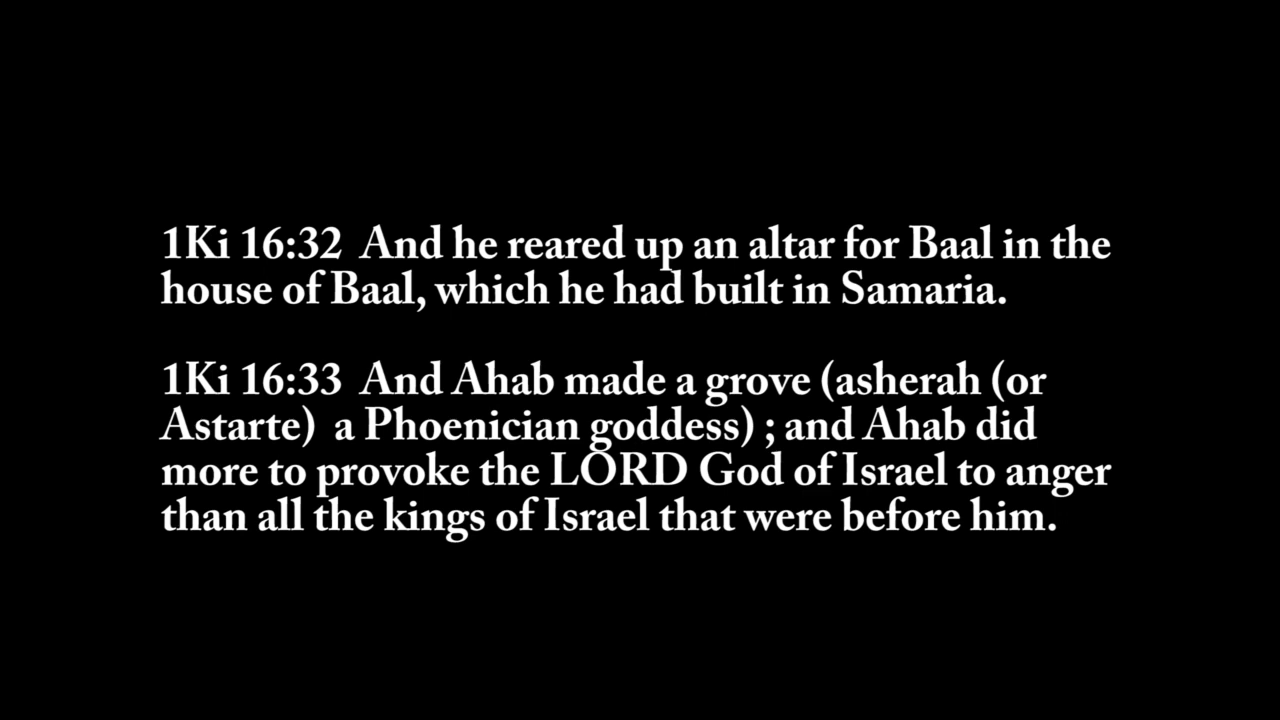 1Ki 16:32  And he reared up an altar for Baal in the
house of Baal, which he had built in Samaria.
1Ki 16:33  And Ahab made a grove (asherah (or
Astarte)  a Phoenician goddess) ; and Ahab did
more to provoke the LORD God of Israel to anger
than all the kings of Israel that were before him.